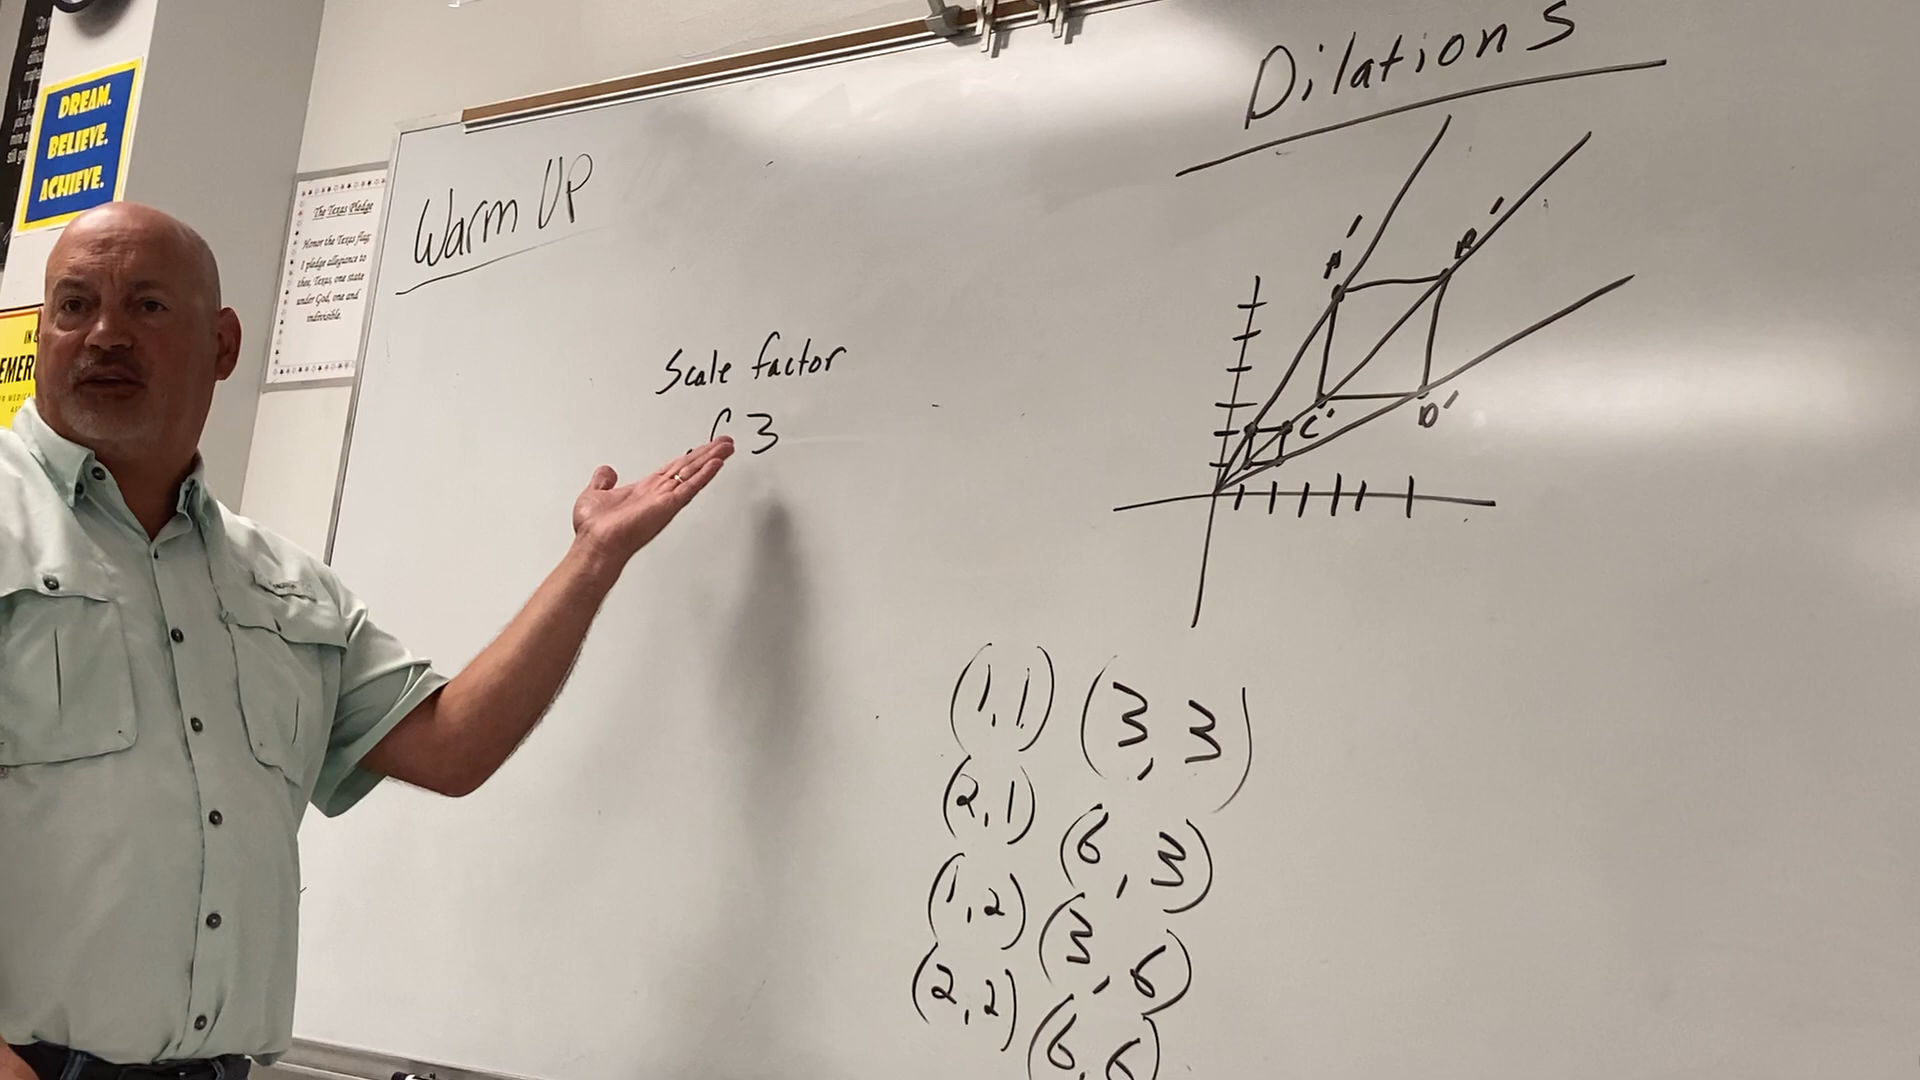 DREAM.
BELIEVE.
ACHIEVE.
The Texas Pledge
Honor the Texas flag;
I pledge allegiance to
thee, Texas, one state
under God, one and
indivisible.
Warm UP
Scale factor
3
Dilations
A'
B'
C'
D'
(1,1) (3,3)
(2,1) (6,3)
(1,2) (3,6)
(2,2) (6,6)